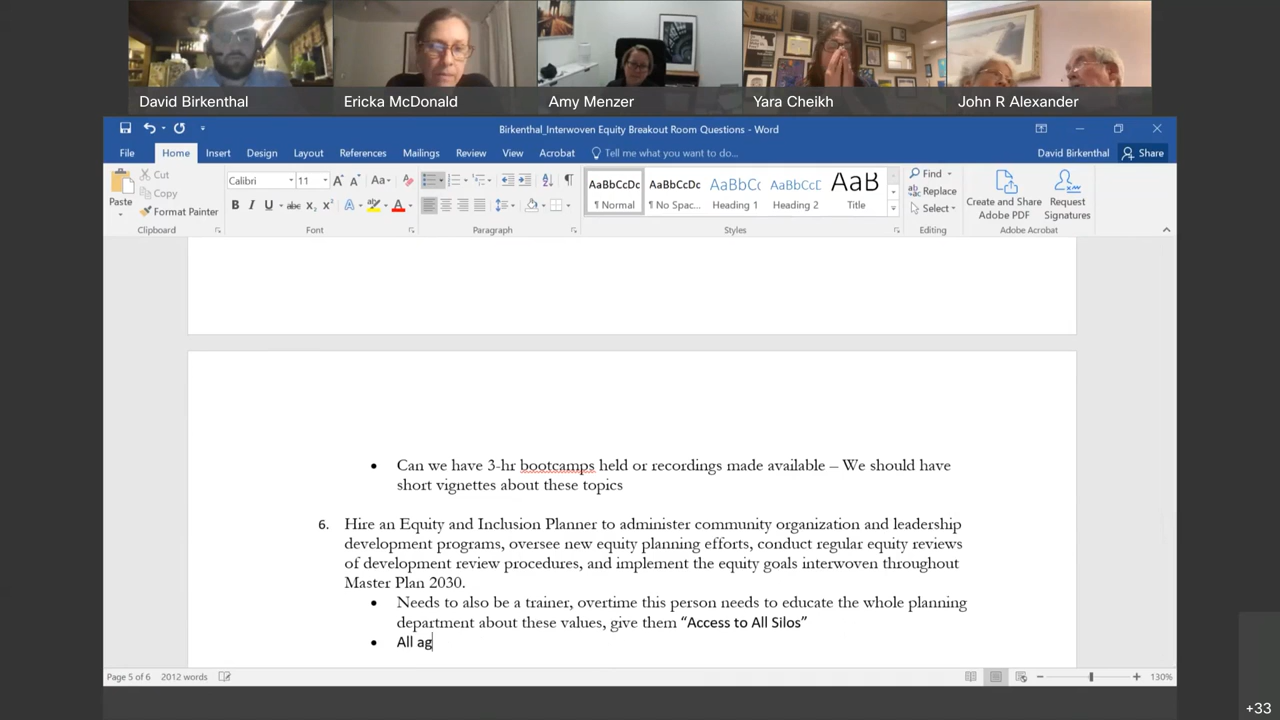 David Birkenthal
Ericka McDonald
Amy Menzer
Yara Cheikh
John R Alexander
Birkenthal_Interwoven Equity Breakout Room Questions - Word
File Home Insert Design Layout References Mailings Review View Acrobat Tell me what you want to do...
David Birkenthal Share
Paste
Cut
Copy
Format Painter
Clipboard
Calibri 11 A A Aa
B I U abc X₂ X² A A
Font
Paragraph
AaBbCcDc AaBbCcDc AaBbCc AaBbCcD AaB
¶ Normal ¶ No Spac... Heading 1 Heading 2 Title
Styles
Find
Replace
Select
Editing
Create and Share Adobe PDF
Request Signatures
Adobe Acrobat
• Can we have 3-hr bootcamps held or recordings made available – We should have
short vignettes about these topics
6. Hire an Equity and Inclusion Planner to administer community organization and leadership
development programs, oversee new equity planning efforts, conduct regular equity reviews
of development review procedures, and implement the equity goals interwoven throughout
Master Plan 2030.
• Needs to also be a trainer, overtime this person needs to educate the whole planning
department about these values, give them “Access to All Silos”
• All ag
Page 5 of 6 2012 words
130%
+33